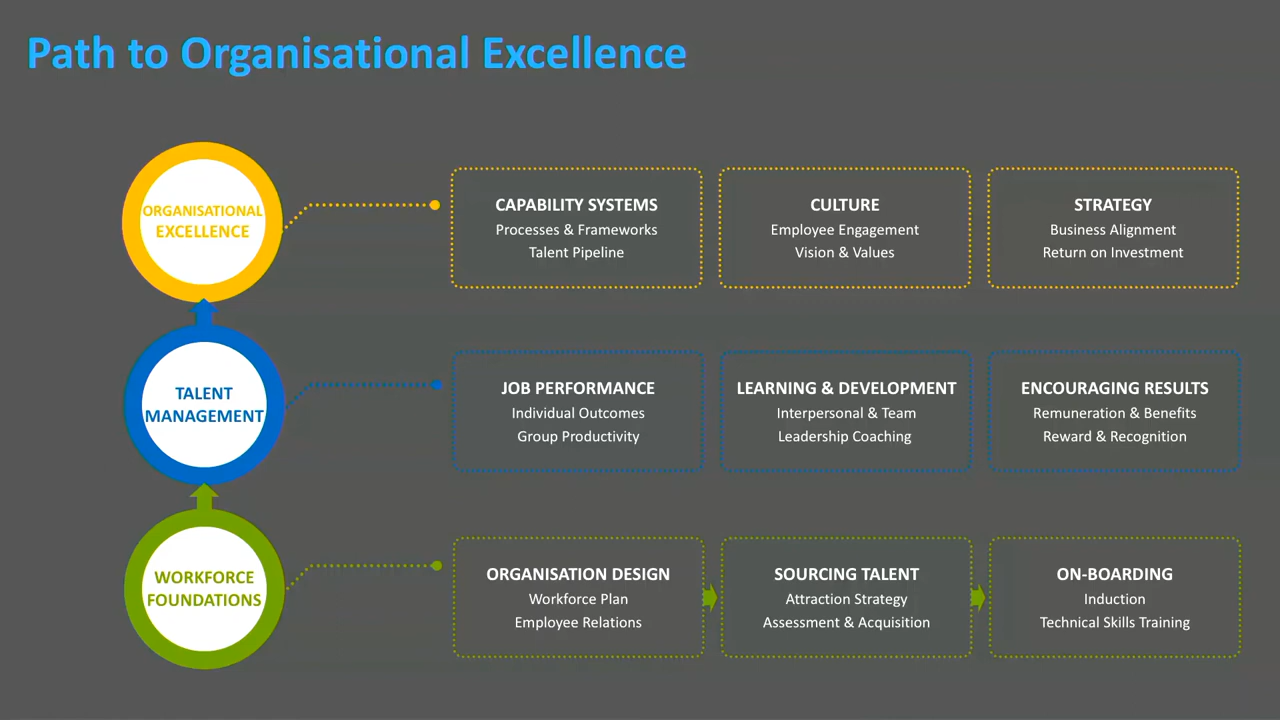 Path to Organisational Excellence
ORGANISATIONAL
EXCELLENCE
CAPABILITY SYSTEMS
Processes & Frameworks
Talent Pipeline
CULTURE
Employee Engagement
Vision & Values
STRATEGY
Business Alignment
Return on Investment
TALENT
MANAGEMENT
JOB PERFORMANCE
Individual Outcomes
Group Productivity
LEARNING & DEVELOPMENT
Interpersonal & Team
Leadership Coaching
ENCOURAGING RESULTS
Remuneration & Benefits
Reward & Recognition
WORKFORCE
FOUNDATIONS
ORGANISATION DESIGN
Workforce Plan
Employee Relations
SOURCING TALENT
Attraction Strategy
Assessment & Acquisition
ON-BOARDING
Induction
Technical Skills Training